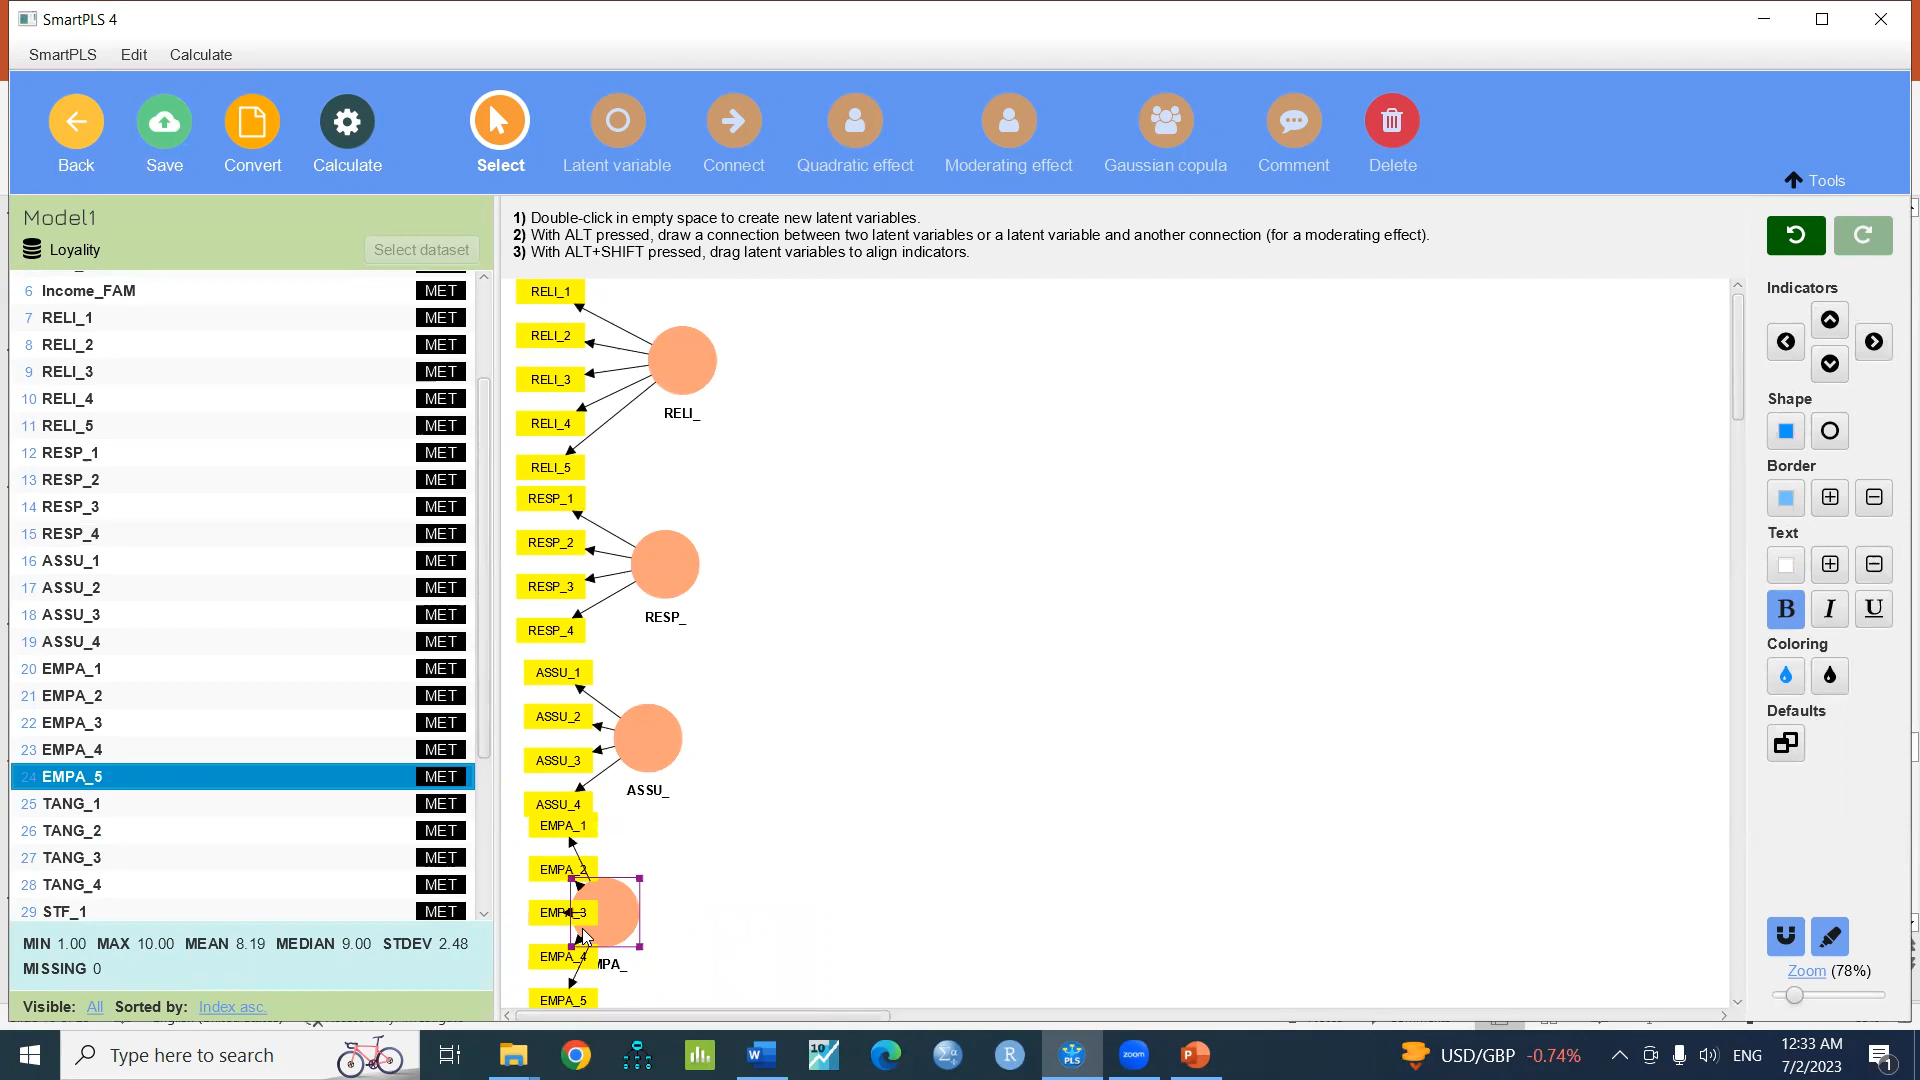 SmartPLS 4
SmartPLS Edit Calculate
Back Save Convert Calculate Select Latent variable Connect Quadratic effect Moderating effect Gaussian copula Comment Delete
Tools
Model1
Loyality Select dataset
6 Income_FAM MET
7 RELI_1 MET
8 RELI_2 MET
9 RELI_3 MET
10 RELI_4 MET
11 RELI_5 MET
12 RESP_1 MET
13 RESP_2 MET
14 RESP_3 MET
15 RESP_4 MET
16 ASSU_1 MET
17 ASSU_2 MET
18 ASSU_3 MET
19 ASSU_4 MET
20 EMPA_1 MET
21 EMPA_2 MET
22 EMPA_3 MET
23 EMPA_4 MET
24 EMPA_5 MET
25 TANG_1 MET
26 TANG_2 MET
27 TANG_3 MET
28 TANG_4 MET
29 STF_1 MET
MIN 1.00 MAX 10.00 MEAN 8.19 MEDIAN 9.00 STDEV 2.48
MISSING 0
Visible: All Sorted by: Index asc.
1) Double-click in empty space to create new latent variables.
2) With ALT pressed, draw a connection between two latent variables or a latent variable and another connection (for a moderating effect).
3) With ALT+SHIFT pressed, drag latent variables to align indicators.
RELI_1
RELI_2
RELI_3
RELI_4
RELI_5
RELI_
RESP_1
RESP_2
RESP_3
RESP_4
RESP_
ASSU_1
ASSU_2
ASSU_3
ASSU_4
ASSU_
EMPA_1
EMPA_2
EMPA_3
EMPA_4
EMPA_5
MPA_
Indicators
Shape
Border
Text
B I U
Coloring
Defaults
Zoom (78%)
Type here to search
10
W
R
PLS
zoom
P
USD/GBP -0.74%
ENG
12:33 AM
7/2/2023
1